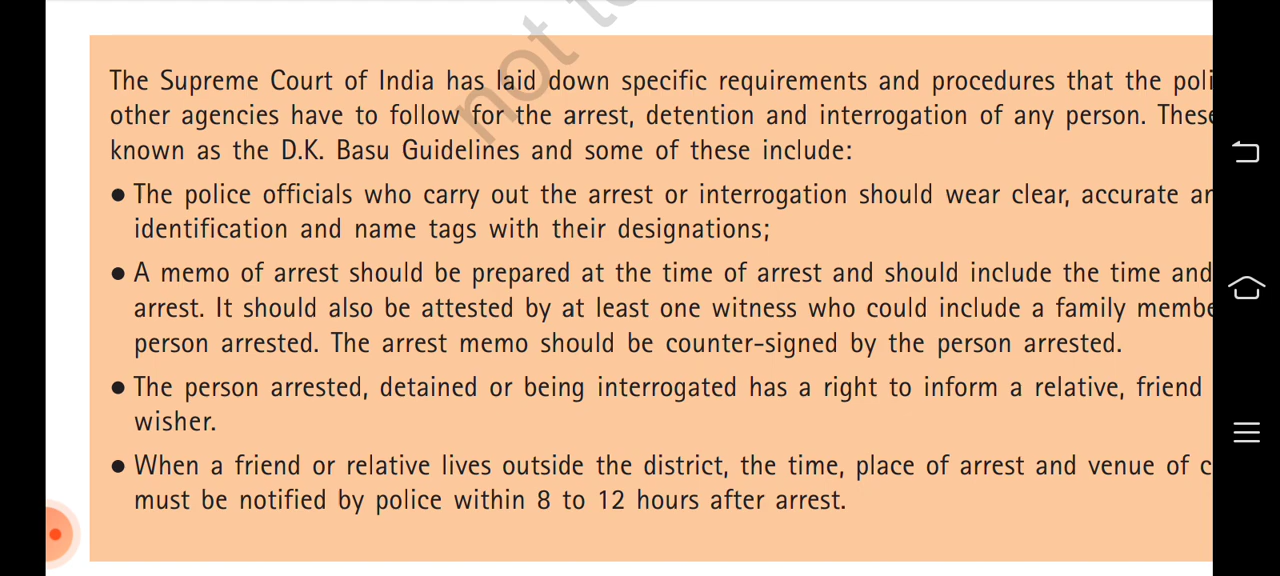 not to
The Supreme Court of India has laid down specific requirements and procedures that the poli
other agencies have to follow for the arrest, detention and interrogation of any person. These
known as the D.K. Basu Guidelines and some of these include:
● The police officials who carry out the arrest or interrogation should wear clear, accurate
identification and name tags with their designations;
● A memo of arrest should be prepared at the time of arrest and should include the time and
arrest. It should also be attested by at least one witness who could include a family membe
person arrested. The arrest memo should be counter-signed by the person arrested.
● The person arrested, detained or being interrogated has a right to inform a relative, friend
wisher.
● When a friend or relative lives outside the district, the time, place of arrest and venue of
must be notified by police within 8 to 12 hours after arrest.